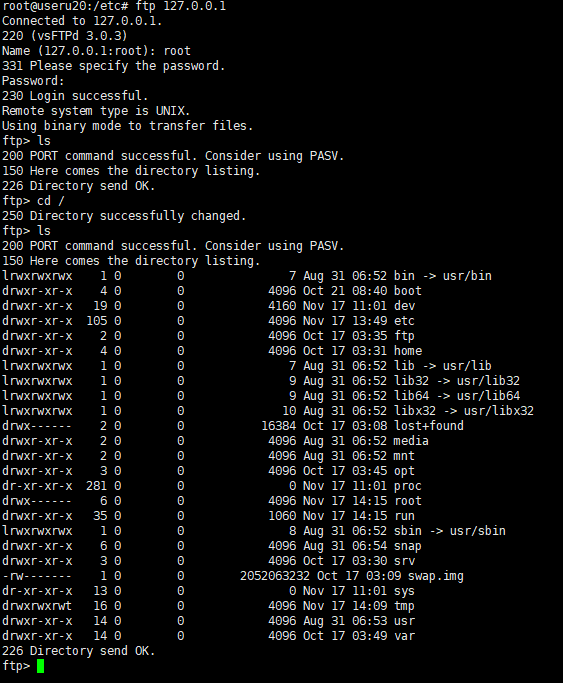 root@useru20:/etc# ftp 127.0.0.1
Connected to 127.0.0.1.
220 (vsFTPd 3.0.3)
Name (127.0.0.1:root): root
331 Please specify the password.
Password:
230 Login successful.
Remote system type is UNIX.
Using binary mode to transfer files.
ftp> ls
200 PORT command successful. Consider using PASV.
150 Here comes the directory listing.
226 Directory send OK.
ftp> cd /
250 Directory successfully changed.
ftp> ls
200 PORT command successful. Consider using PASV.
150 Here comes the directory listing.
lrwxrwxrwx    1 0        0               7 Aug 31 06:52 bin -> usr/bin
drwxr-xr-x    4 0        0            4096 Oct 21 08:40 boot
drwxr-xr-x   19 0        0            4160 Nov 17 11:01 dev
drwxr-xr-x  105 0        0            4096 Nov 17 13:49 etc
drwxr-xr-x    2 0        0            4096 Oct 17 03:35 ftp
drwxr-xr-x    4 0        0            4096 Oct 17 03:31 home
lrwxrwxrwx    1 0        0               7 Aug 31 06:52 lib -> usr/lib
lrwxrwxrwx    1 0        0               9 Aug 31 06:52 lib32 -> usr/lib32
lrwxrwxrwx    1 0        0               9 Aug 31 06:52 lib64 -> usr/lib64
lrwxrwxrwx    1 0        0              10 Aug 31 06:52 libx32 -> usr/libx32
drwx------    2 0        0           16384 Oct 17 03:08 lost+found
drwxr-xr-x    2 0        0            4096 Aug 31 06:52 media
drwxr-xr-x    2 0        0            4096 Aug 31 06:52 mnt
drwxr-xr-x    3 0        0            4096 Oct 17 03:45 opt
dr-xr-xr-x  281 0        0               0 Nov 17 11:01 proc
drwx------    6 0        0            4096 Nov 17 14:15 root
drwxr-xr-x   35 0        0            1060 Nov 17 14:15 run
lrwxrwxrwx    1 0        0               8 Aug 31 06:52 sbin -> usr/sbin
drwxr-xr-x    6 0        0            4096 Aug 31 06:54 snap
drwxr-xr-x    3 0        0            4096 Oct 17 03:30 srv
-rw-------    1 0        0        2052063232 Oct 17 03:09 swap.img
dr-xr-xr-x   13 0        0               0 Nov 17 11:01 sys
drwxrwxrwt   16 0        0            4096 Nov 17 14:09 tmp
drwxr-xr-x   14 0        0            4096 Aug 31 06:53 usr
drwxr-xr-x   14 0        0            4096 Oct 17 03:49 var
226 Directory send OK.
ftp>